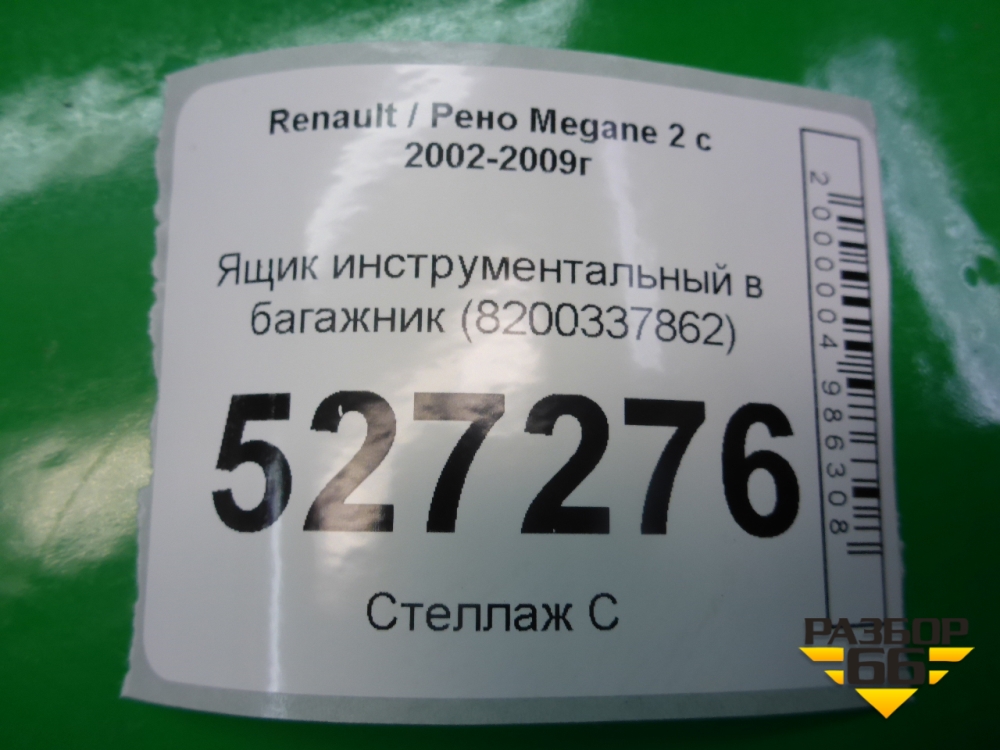 Renault / Рено Megane 2 с
2002-2009г
Ящик инструментальный в
багажник (8200337862)
527276
Стеллаж С
2000004986308
РАЗБОР
66